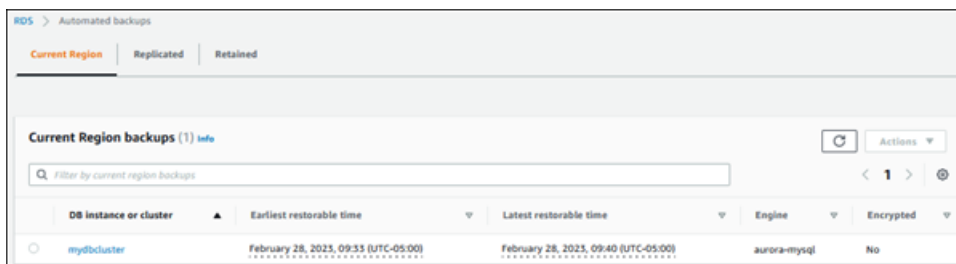 RDS > Automated backups
Current Region Replicated Retained
Current Region backups (1) Info
Actions
Filter by current region backups
< 1 >
DB instance or cluster Earliest restorable time Latest restorable time Engine Encrypted
mydbcluster February 28, 2023, 09:33 (UTC-05:00) February 28, 2023, 09:40 (UTC-05:00) aurora-mysql No